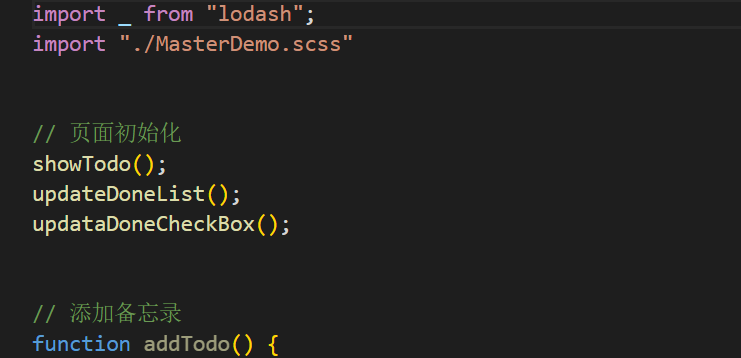 import _ from "lodash";
import "./MasterDemo.scss"
// 页面初始化
showTodo();
updateDoneList();
updataDoneCheckBox();
// 添加备忘录
function addTodo() {